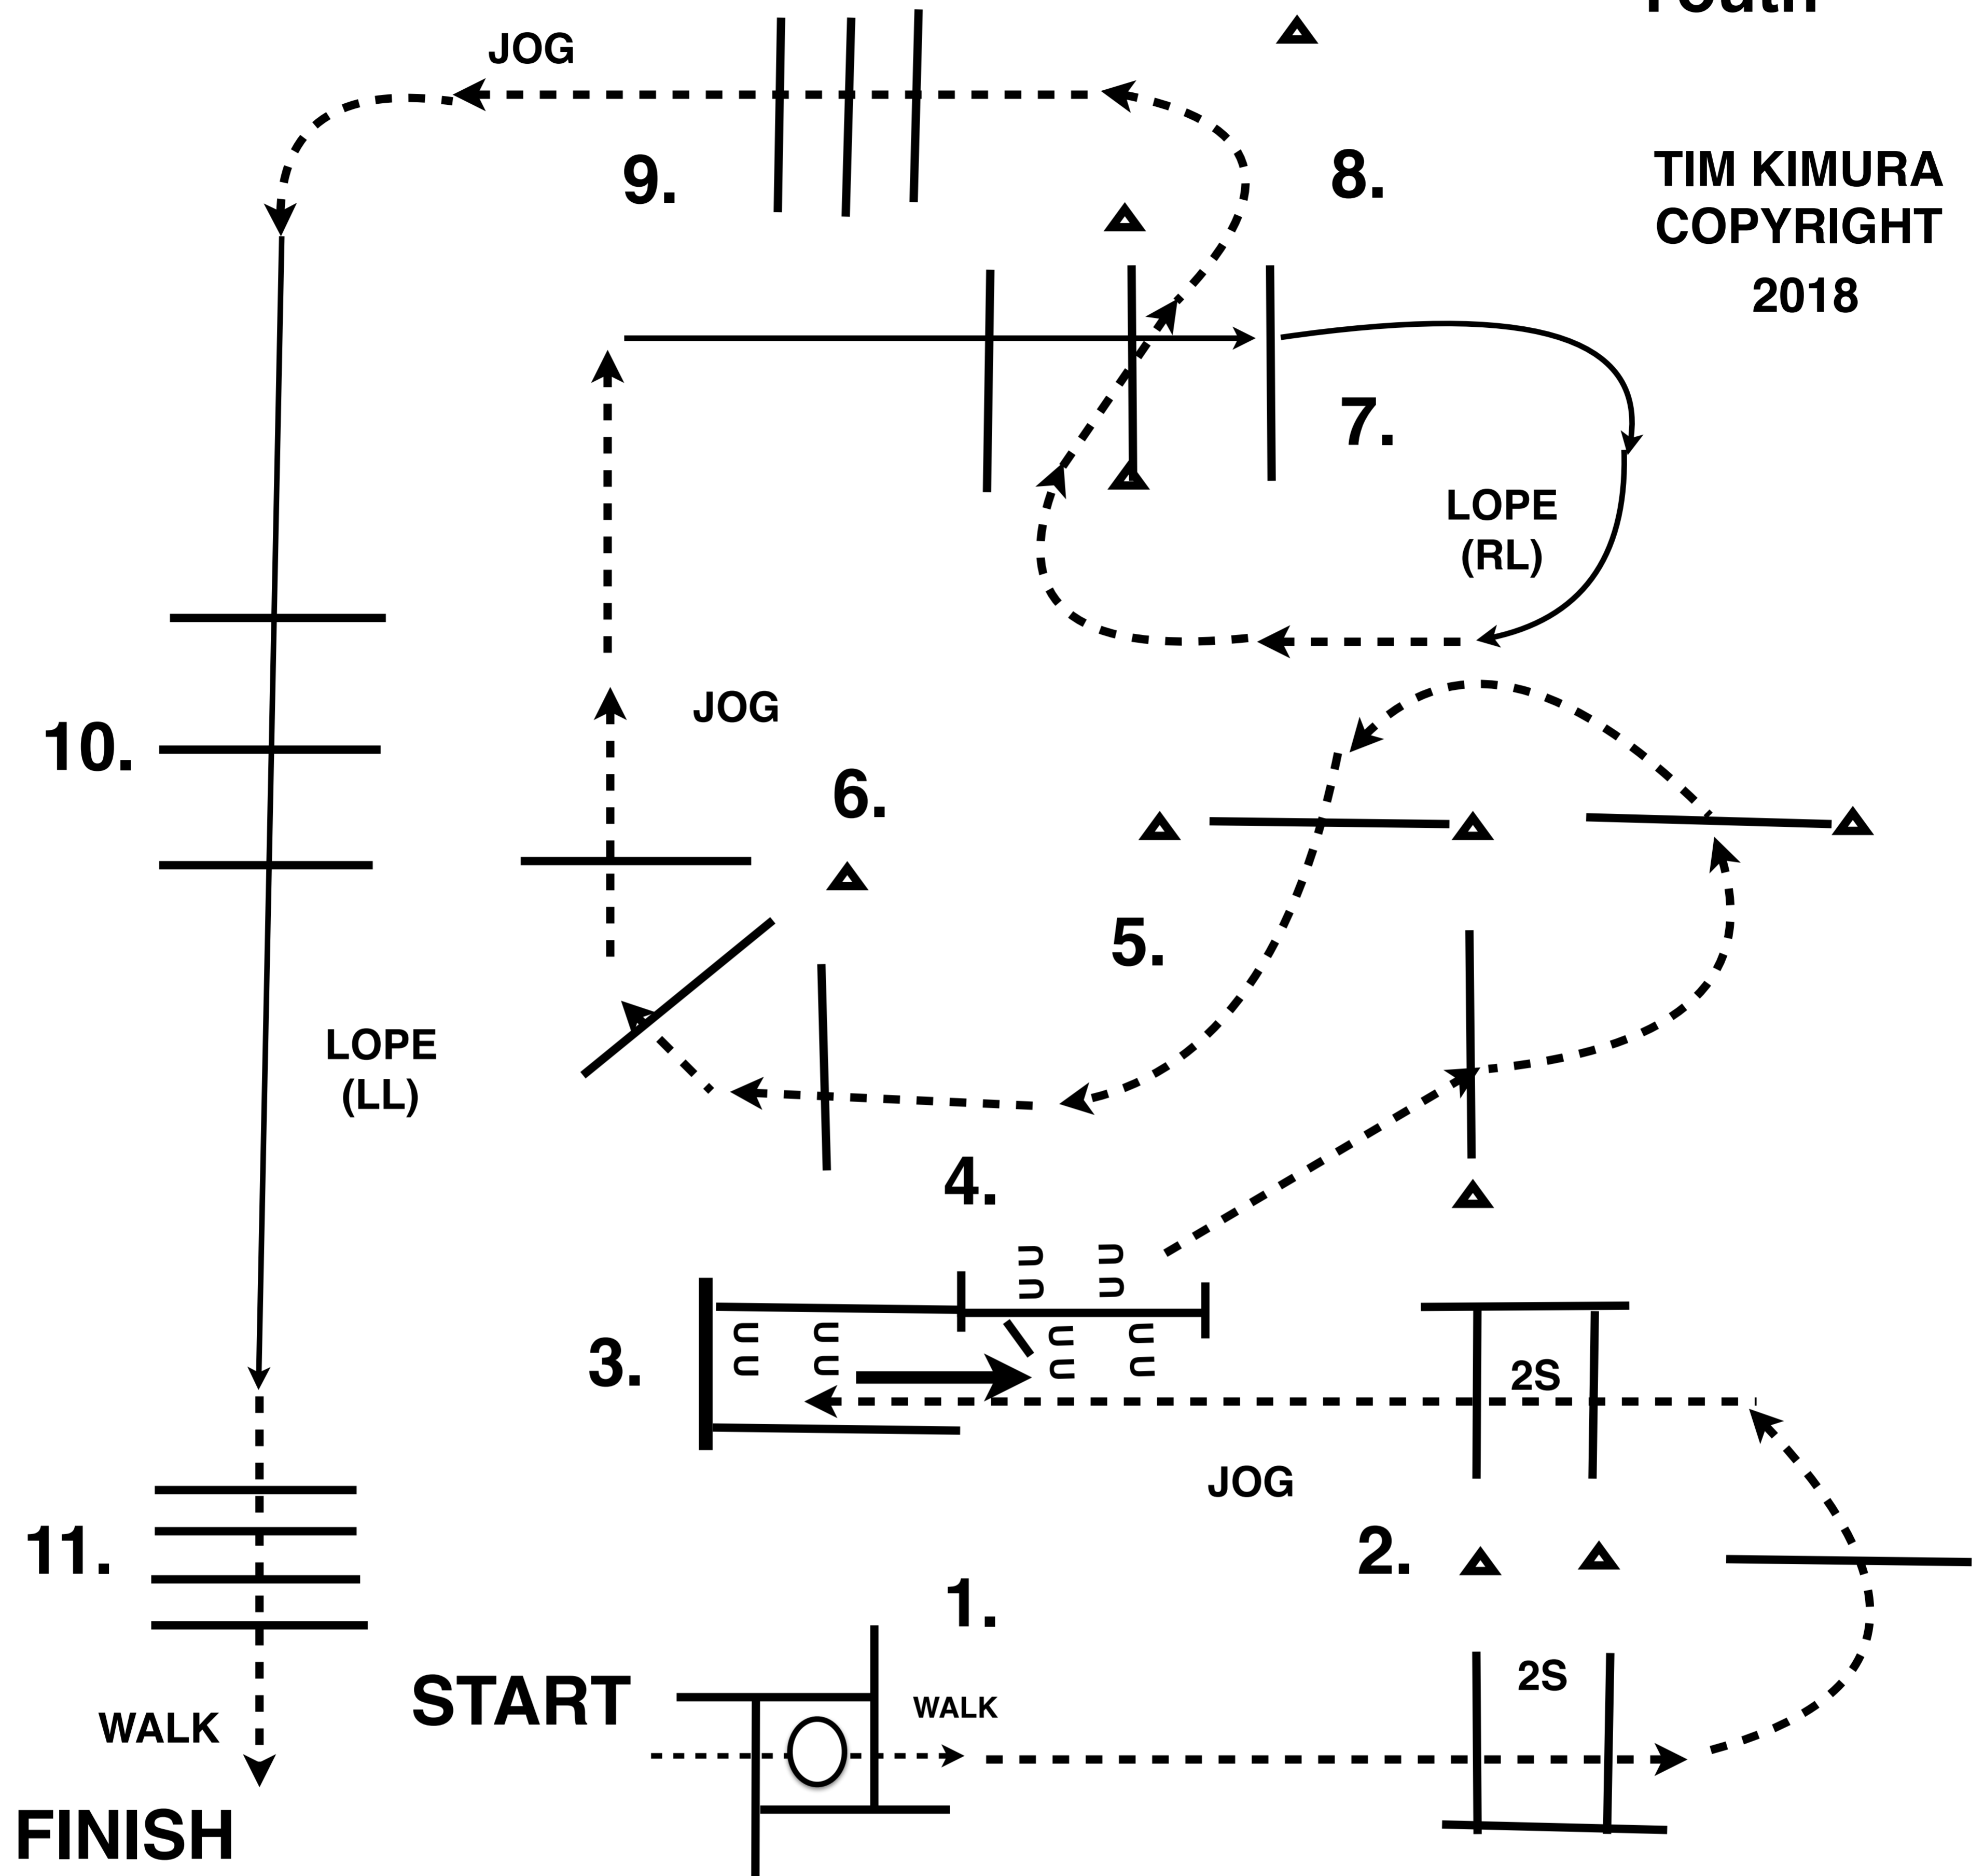 Youth
JOG
9.
8.
TIM KIMURA
COPYRIGHT
2018
7.
LOPE
(RL)
JOG
10.
6.
5.
LOPE
(LL)
4.
3.
2S
JOG
11.
2.
1.
2S
START
WALK
WALK
FINISH